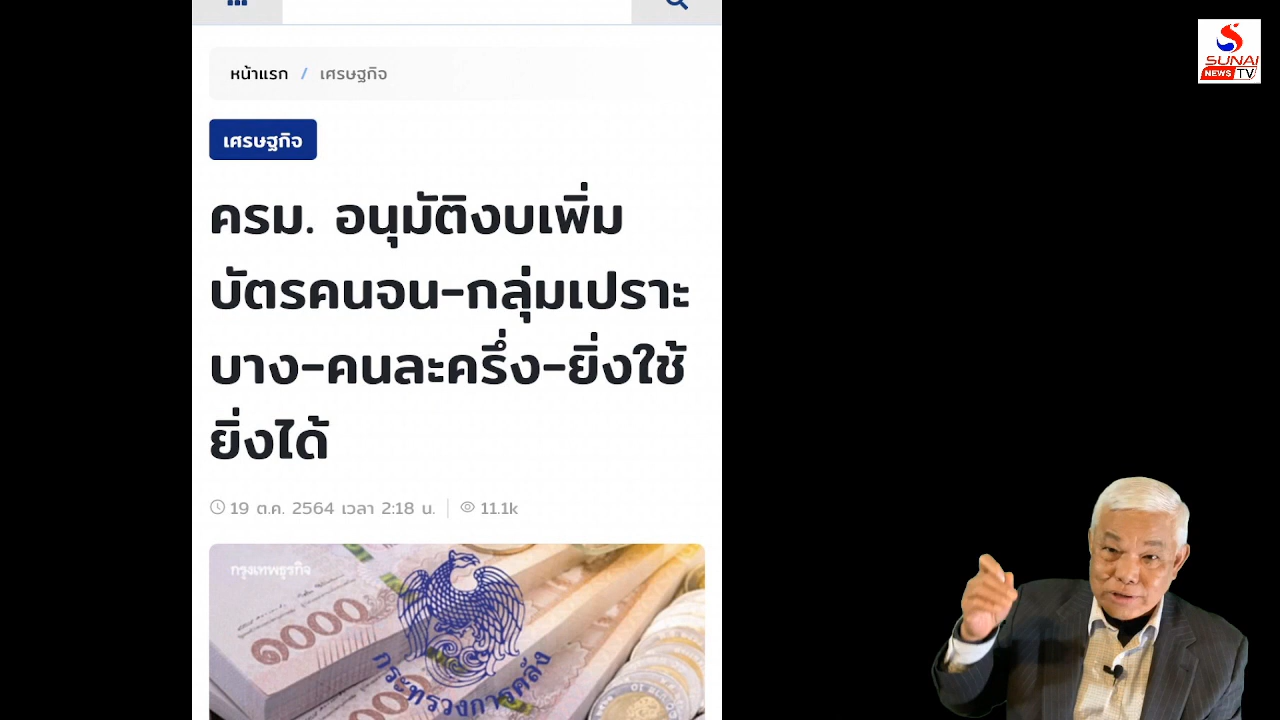 SUNAI
NEWS TV
หน้าแรก / เศรษฐกิจ
เศรษฐกิจ
ครม. อนุมัติงบเพิ่ม
บัตรคนจน-กลุ่มเปราะ
บาง-คนละครึ่ง-ยิ่งใช้
ยิ่งได้
19 ต.ค. 2564 เวลา 2:18 น. 11.1k
กรุงเทพธุรกิจ
๑๐๐๐
กระทรวงการคลัง